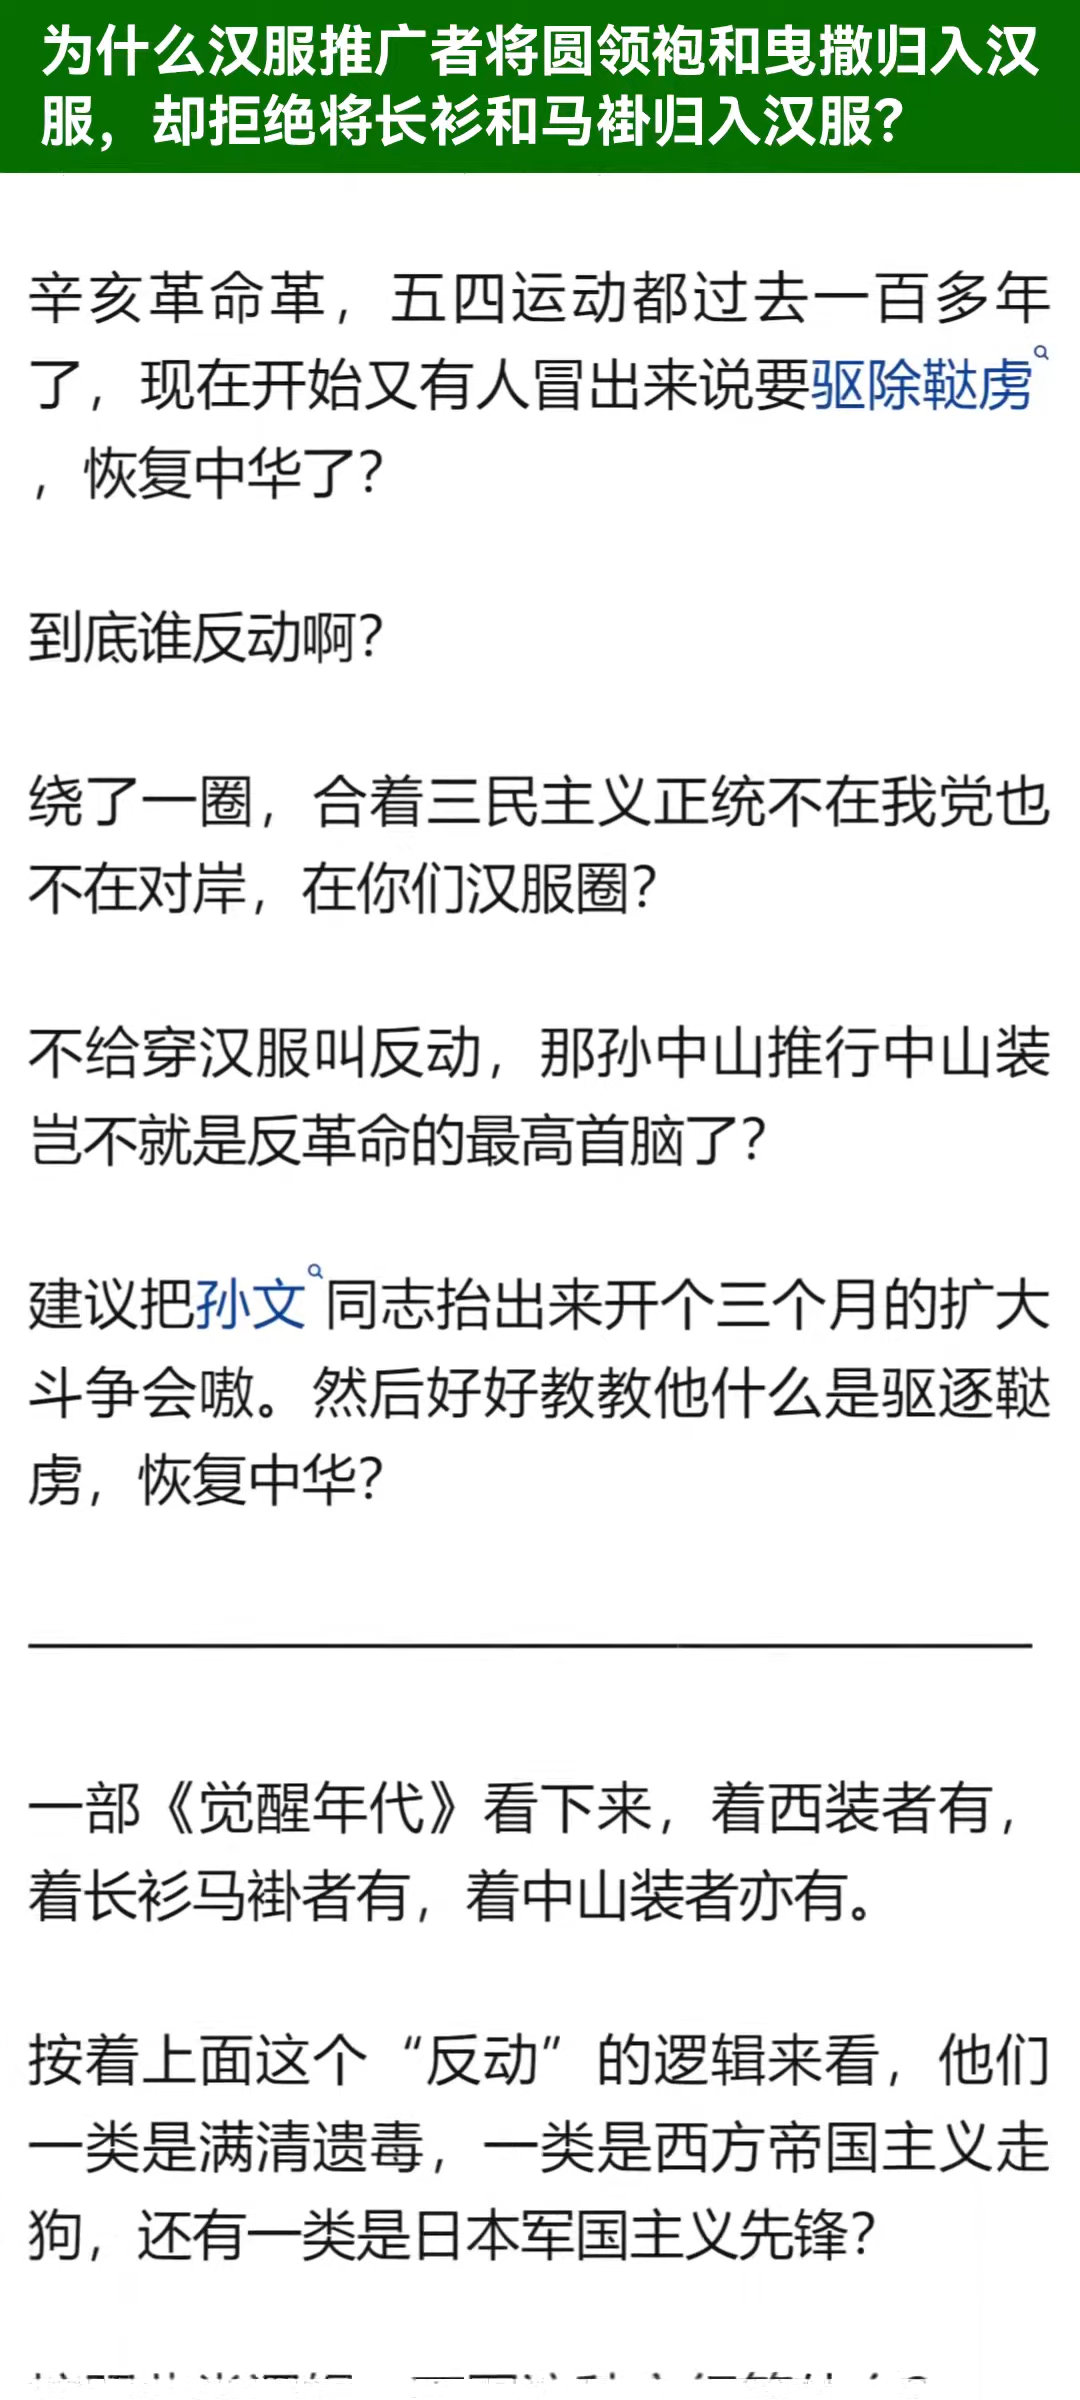 为什么汉服推广者将圆领袍和曳撒归入汉
服，却拒绝将长衫和马褂归入汉服？
辛亥革命革，五四运动都过去一百多年
了，现在开始又有人冒出来说要驱除鞑虏
，恢复中华了？
到底谁反动啊？
绕了一圈，合着三民主义正统不在我党也
不在对岸，在你们汉服圈？
不给穿汉服叫反动，那孙中山推行中山装
岂不就是反革命的最高首脑了？
建议把孙文同志抬出来开个三个月的扩大
斗争会嗷。然后好好教教他什么是驱逐鞑
虏，恢复中华？
一部《觉醒年代》看下来，着西装者有，
着长衫马褂者有，着中山装者亦有。
按着上面这个“反动”的逻辑来看，他们
一类是满清遗毒，一类是西方帝国主义走
狗，还有一类是日本军国主义先锋？